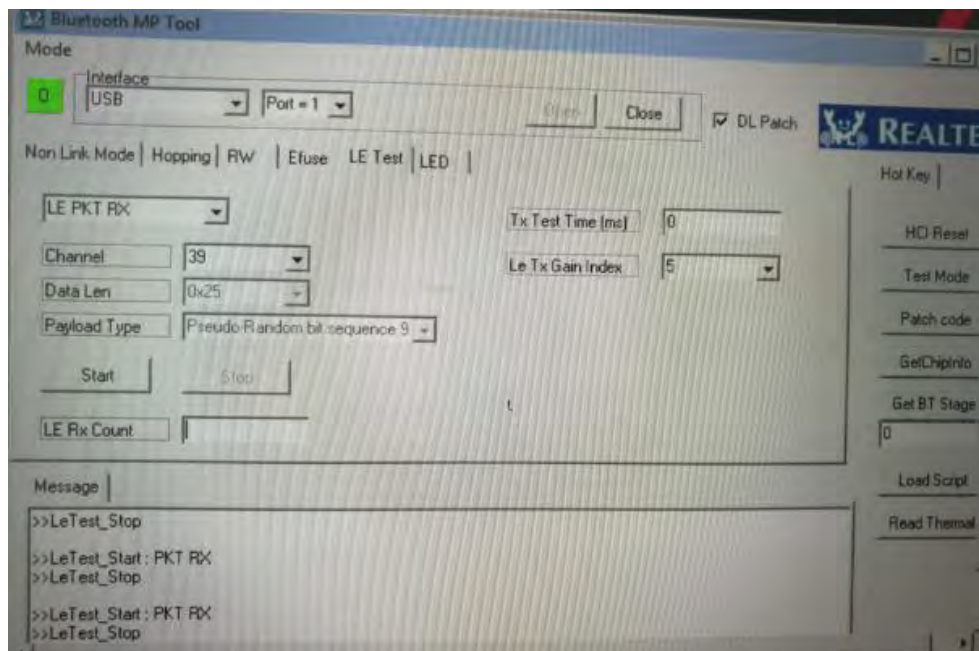 Bluetooth MP Tool
Mode
0
Interface
USB
Port = 1
Open
Close
DL Patch
REALTE
Non Link Mode
Hopping
RW
Efuse
LE Test
LED
Hot Key
LE PKT RX
Tx Test Time (ms)
0
HCI Reset
Channel
39
Le Tx Gain Index
5
Test Mode
Data Len
0x25
Payload Type
Pseudo-Random bit sequence 9
Patch code
Start
Stop
GetChipInfo
Get BT Stage
0
LE Rx Count
t
Load Script
Message
Read Thermal
>>LeTest_Stop
>>LeTest_Start : PKT RX
>>LeTest_Stop
>>LeTest_Start : PKT RX
>>LeTest_Stop